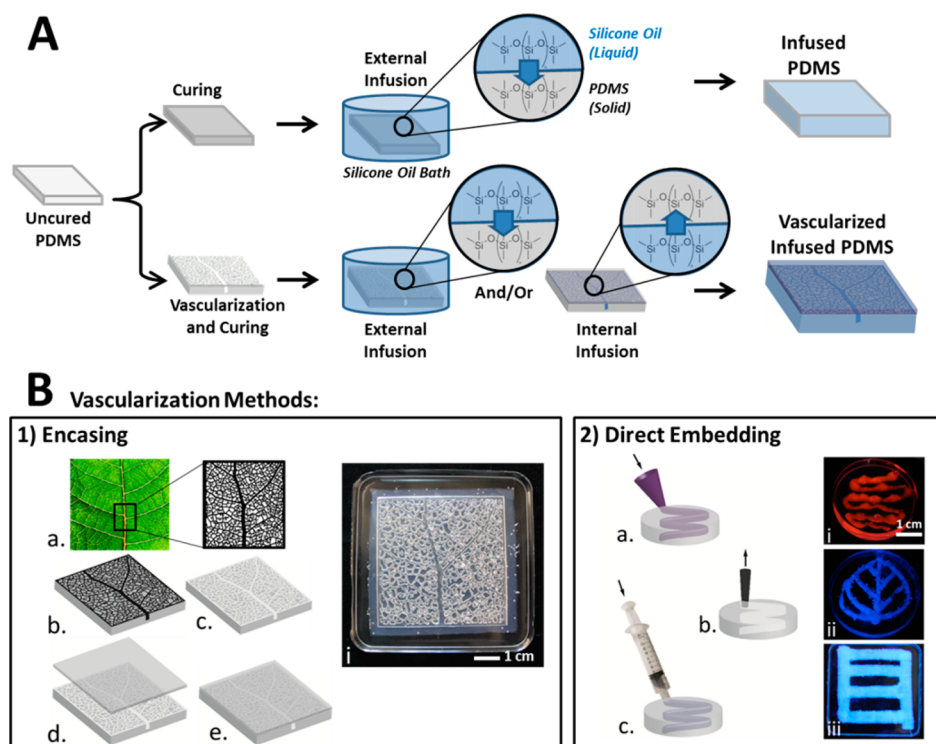 A
Curing
External
Infusion
Silicone Oil
(Liquid)
PDMS
(Solid)
Infused
PDMS
Silicone Oil Bath
Uncured
PDMS
Vascularization
and Curing
External
Infusion
And/Or
Internal
Infusion
Vascularized
Infused PDMS
B Vascularization Methods:
1) Encasing
a.
b.
c.
d.
e.
i
1 cm
2) Direct Embedding
a.
b.
c.
i
1 cm
ii
iii